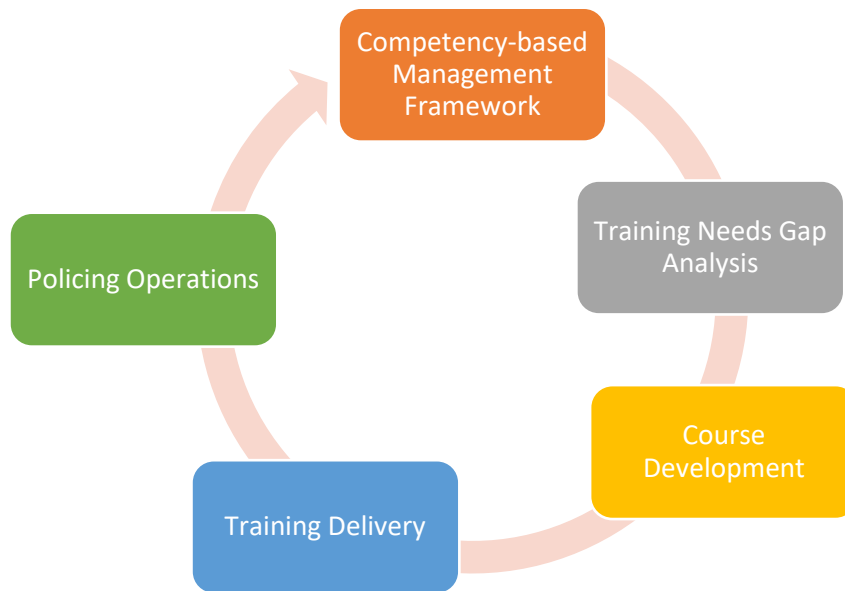 Competency-based
Management
Framework
Training Needs Gap
Analysis
Course
Development
Training Delivery
Policing Operations